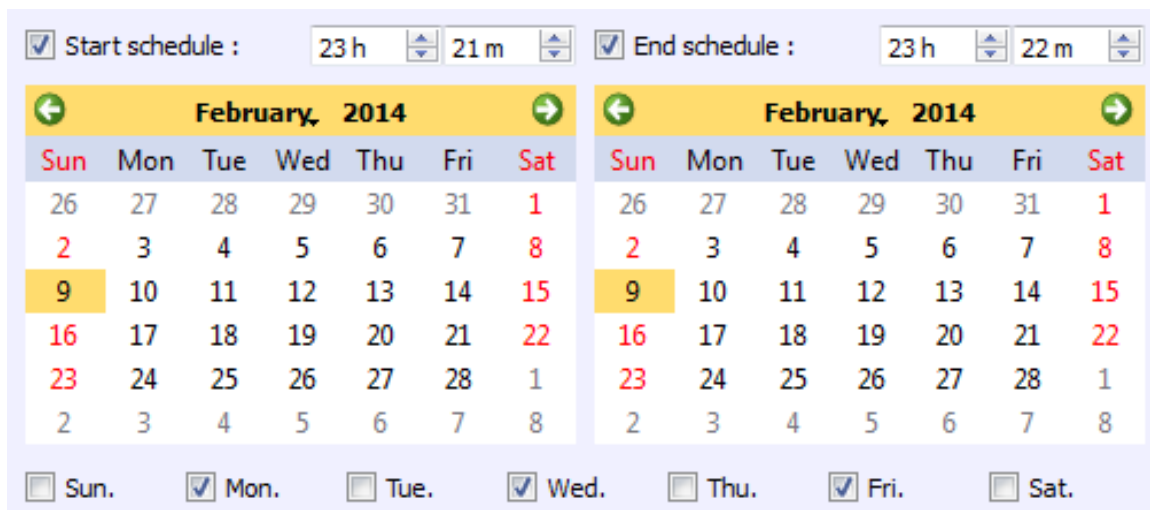 Start schedule : 23 h 21 m End schedule : 23 h 22 m
February, 2014 February, 2014
Sun Mon Tue Wed Thu Fri Sat Sun Mon Tue Wed Thu Fri Sat
26 27 28 29 30 31 1 26 27 28 29 30 31 1
2 3 4 5 6 7 8 2 3 4 5 6 7 8
9 10 11 12 13 14 15 9 10 11 12 13 14 15
16 17 18 19 20 21 22 16 17 18 19 20 21 22
23 24 25 26 27 28 1 23 24 25 26 27 28 1
2 3 4 5 6 7 8 2 3 4 5 6 7 8
Sun. Mon. Tue. Wed. Thu. Fri. Sat.